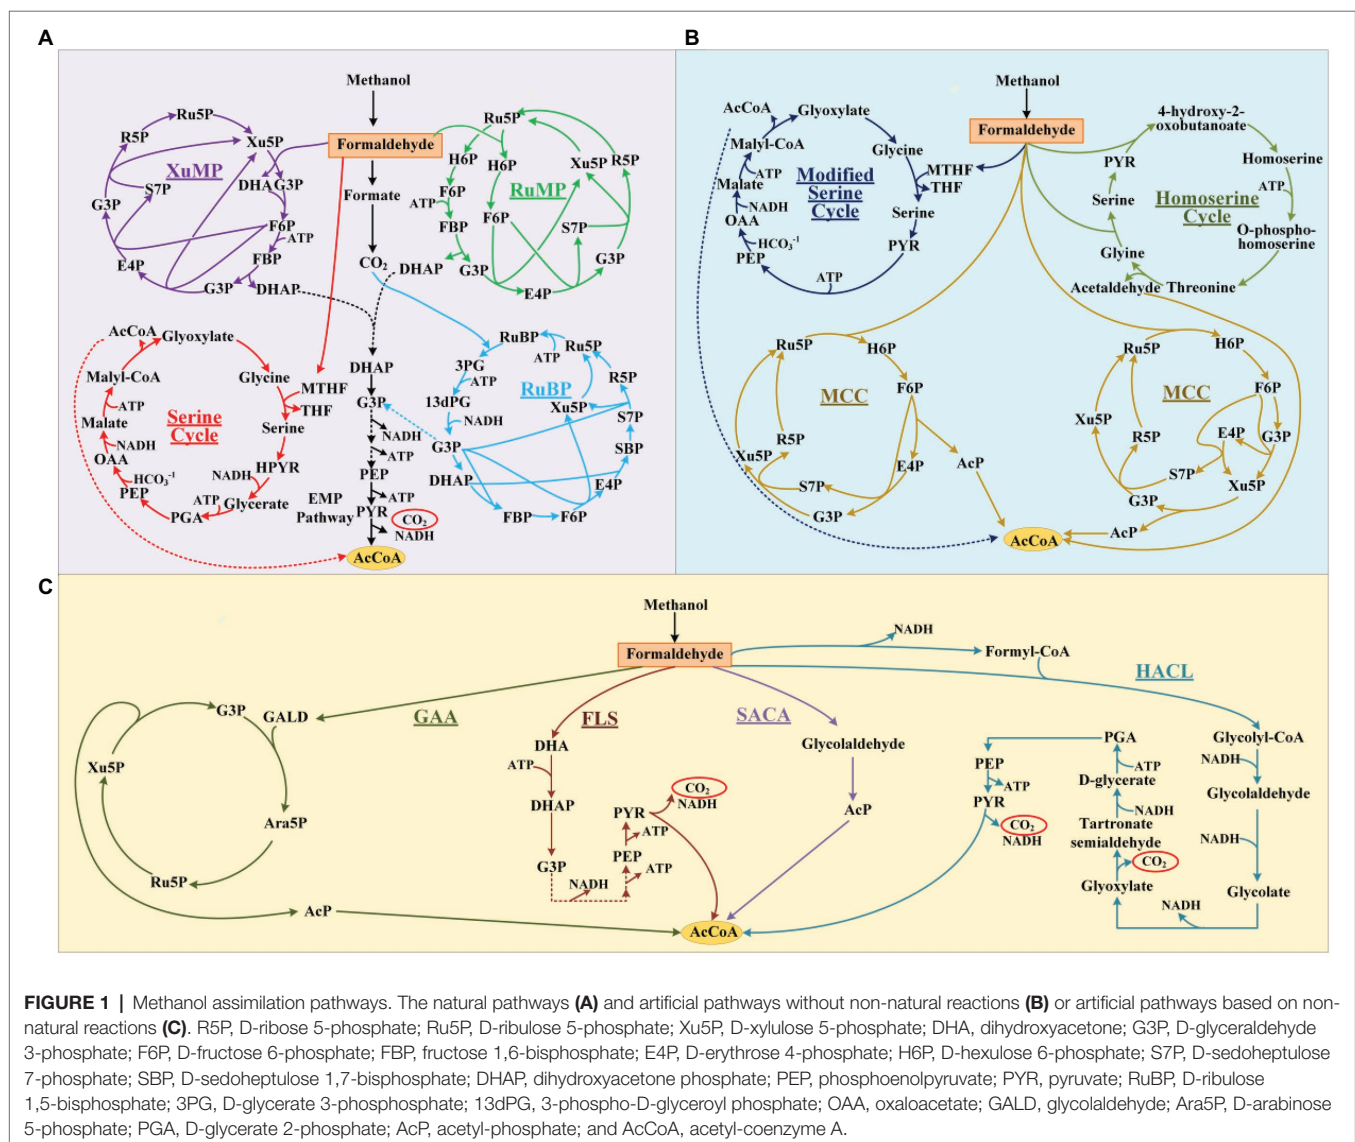 A
Methanol
Formaldehyde
Formate
CO2
XuMP
Ru5P
R5P
Xu5P
S7P
DHA
G3P
G3P
F6P
ATP
FBP
E4P
G3P
DHAP
RuMP
Ru5P
H6P
H6P
Xu5P
R5P
F6P
ATP
F6P
FBP
S7P
DHAP
G3P
G3P
E4P
Serine
Cycle
AcCoA
Glyoxylate
Malyl-CoA
Glycine
MTHF
ATP
THF
Malate
Serine
NADH
OAA
HPYR
HCO3-1
NADH
PEP
ATP
Glycerate
PGA
DHAP
G3P
NADH
ATP
PEP
EMP
Pathway
ATP
PYR
CO2
NADH
AcCoA
RuBP
RuBP
Ru5P
ATP
3PG
ATP
R5P
13dPG
Xu5P
NADH
S7P
G3P
SBP
DHAP
E4P
FBP
F6P
B
Methanol
Formaldehyde
Modified
Serine
Cycle
AcCoA
Glyoxylate
Malyl-CoA
Glycine
ATP
MTHF
THF
Malate
NADH
Serine
OAA
HCO3-1
PYR
PEP
ATP
Homoserine
Cycle
4-hydroxy-2-
oxobutanoate
PYR
Homoserine
ATP
Serine
O-phospho-
homoserine
Glyine
Acetaldehyde
Threonine
MCC
Ru5P
H6P
F6P
R5P
Xu5P
E4P
AcP
S7P
G3P
MCC
Ru5P
H6P
F6P
Xu5P
E4P
G3P
R5P
S7P
Xu5P
G3P
AcP
AcCoA
C
Methanol
Formaldehyde
NADH
Formyl-CoA
GAA
G3P
GALD
Xu5P
Ara5P
Ru5P
AcP
FLS
DHA
ATP
DHAP
G3P
NADH
ATP
PEP
ATP
PYR
CO2
NADH
SACA
Glycolaldehyde
AcP
AcCoA
HACL
Glycolyl-CoA
NADH
Glycolaldehyde
NADH
Glycolate
NADH
Glyoxylate
CO2
Tartronate
semialdehyde
NADH
D-glycerate
ATP
PGA
PEP
ATP
PYR
CO2
NADH
FIGURE 1 | Methanol assimilation pathways. The natural pathways (A) and artificial pathways without non-natural reactions (B) or artificial pathways based on non-
natural reactions (C). R5P, D-ribose 5-phosphate; Ru5P, D-ribulose 5-phosphate; Xu5P, D-xylulose 5-phosphate; DHA, dihydroxyacetone; G3P, D-glyceraldehyde
3-phosphate; F6P, D-fructose 6-phosphate; FBP, fructose 1,6-bisphosphate; E4P, D-erythrose 4-phosphate; H6P, D-hexulose 6-phosphate; S7P, D-sedoheptulose
7-phosphate; SBP, D-sedoheptulose 1,7-bisphosphate; DHAP, dihydroxyacetone phosphate; PEP, phosphoenolpyruvate; PYR, pyruvate; RuBP, D-ribulose
1,5-bisphosphate; 3PG, D-glycerate 3-phosphosphate; 13dPG, 3-phospho-D-glyceroyl phosphate; OAA, oxaloacetate; GALD, glycolaldehyde; Ara5P, D-arabinose
5-phosphate; PGA, D-glycerate 2-phosphate; AcP, acetyl-phosphate; and AcCoA, acetyl-coenzyme A.